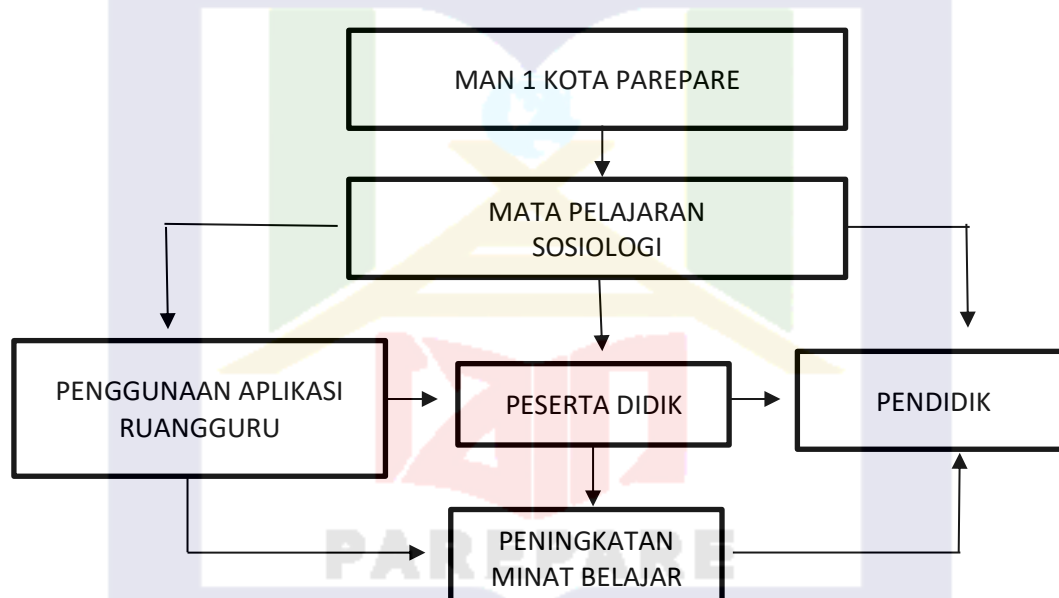 MAN 1 KOTA PAREPARE
MATA PELAJARAN
SOSIOLOGI
PENGGUNAAN APLIKASI
RUANGGURU
PESERTA DIDIK
PENDIDIK
PENINGKATAN
MINAT BELAJAR
PAREPARE